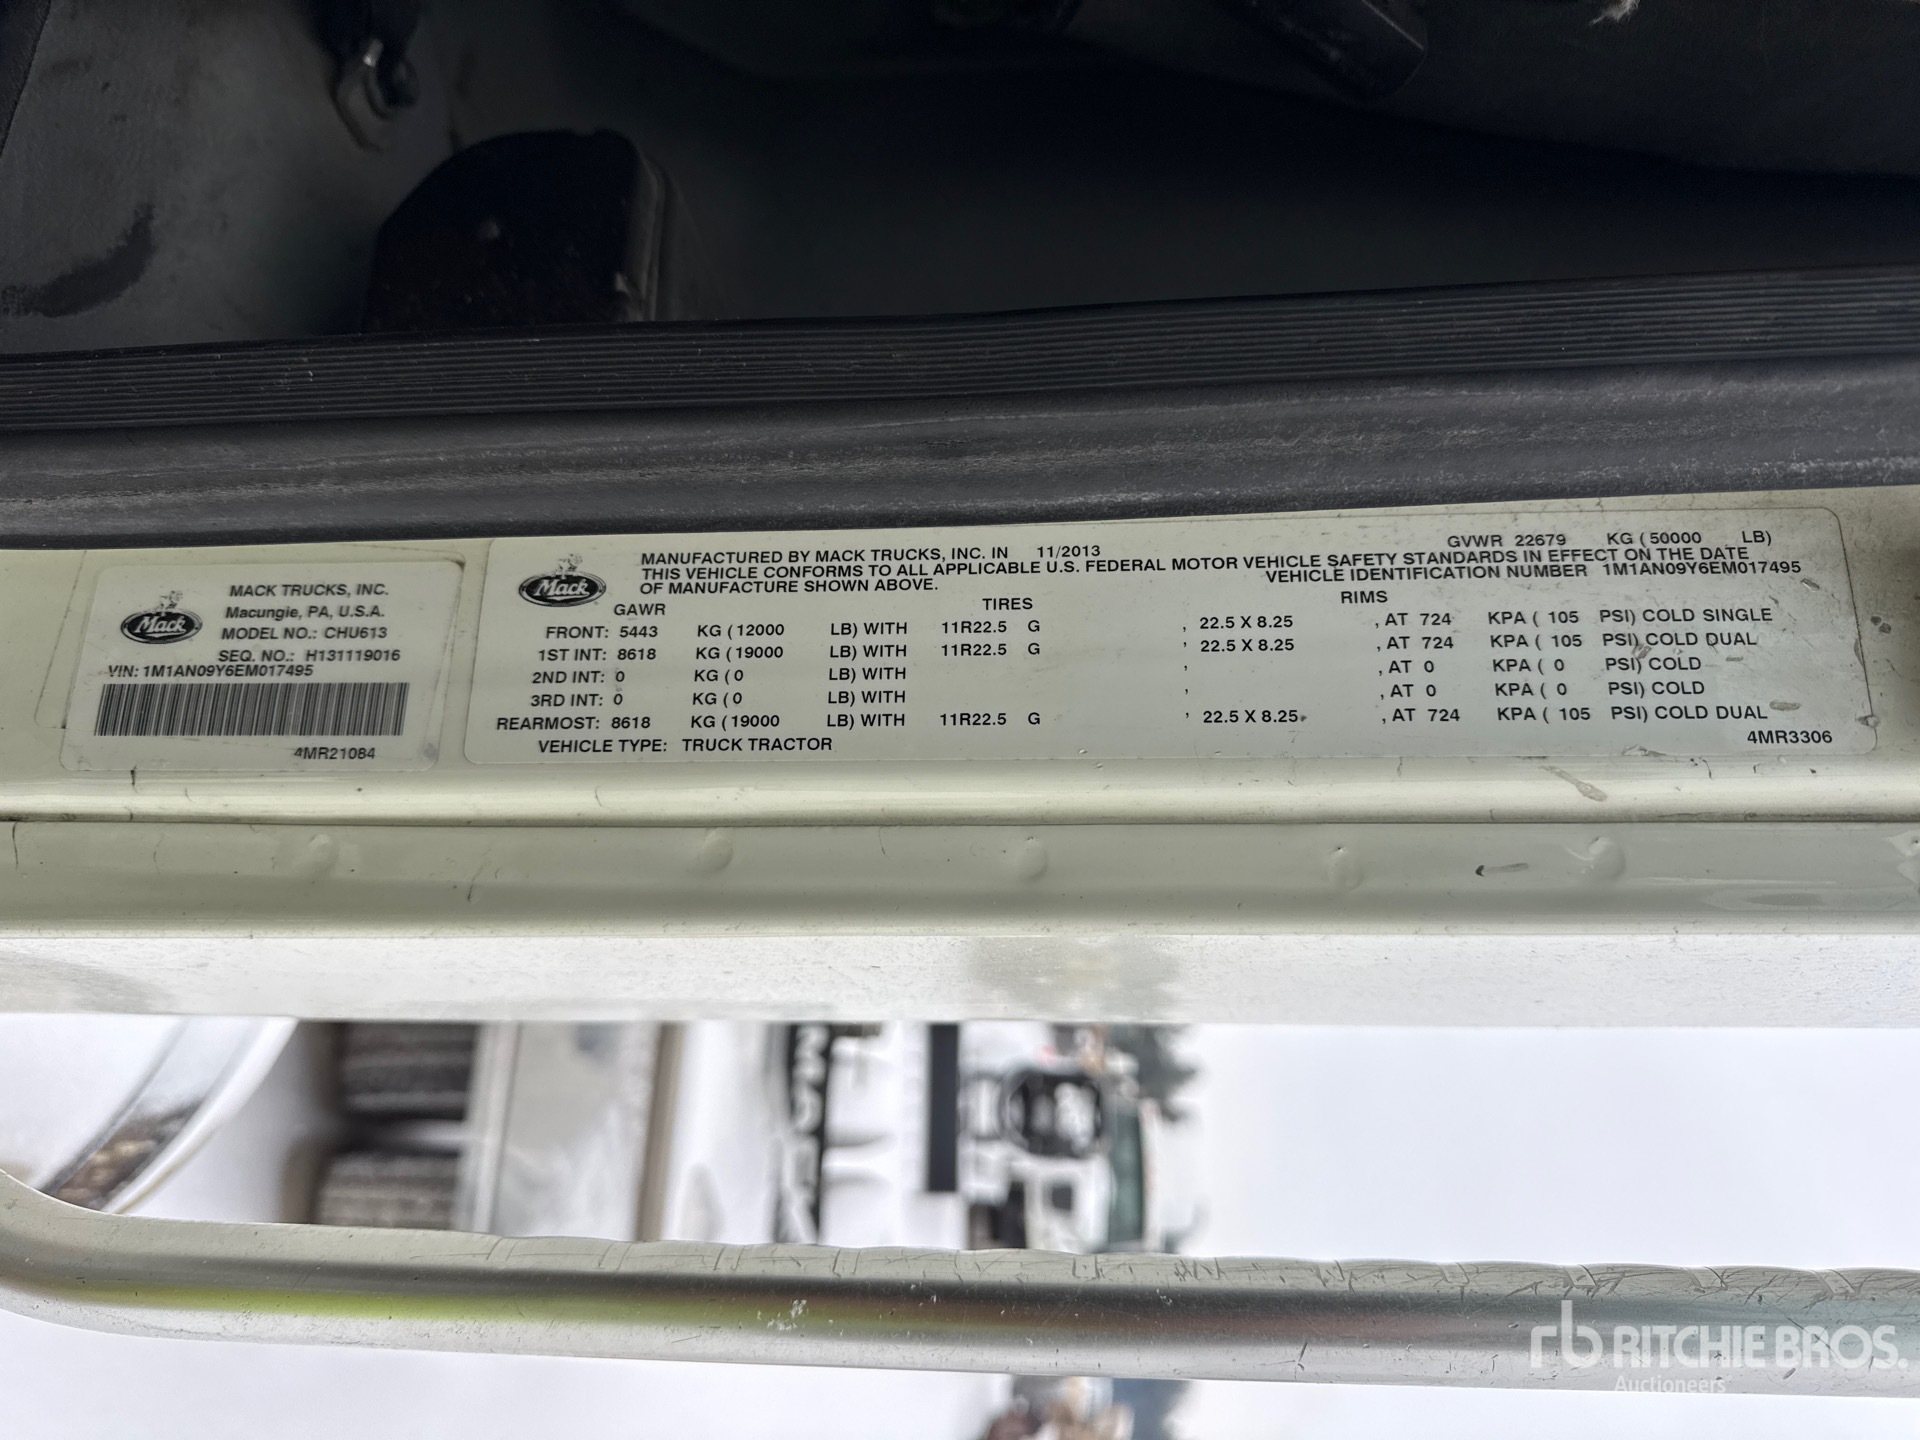 Mack
MACK TRUCKS, INC.
Macungie, PA, U.S.A.
MODEL NO.: CHU613
SEQ. NO.: H131119016
VIN: 1M1AN09Y6EM017495
4MR21084
Mack
MANUFACTURED BY MACK TRUCKS, INC. IN 11/2013 GVWR 22679 KG (50000 LB)
THIS VEHICLE CONFORMS TO ALL APPLICABLE U.S. FEDERAL MOTOR VEHICLE SAFETY STANDARDS IN EFFECT ON THE DATE
OF MANUFACTURE SHOWN ABOVE. VEHICLE IDENTIFICATION NUMBER 1M1AN09Y6EM017495
GAWR TIRES RIMS
FRONT: 5443 KG (12000 LB) WITH 11R22.5 G , 22.5 X 8.25 , AT 724 KPA ( 105 PSI) COLD SINGLE
1ST INT: 8618 KG (19000 LB) WITH 11R22.5 G , 22.5 X 8.25 , AT 724 KPA ( 105 PSI) COLD DUAL
2ND INT: 0 KG (0 LB) WITH , , AT 0 KPA ( 0 PSI) COLD
3RD INT: 0 KG (0 LB) WITH , , AT 0 KPA ( 0 PSI) COLD
REARMOST: 8618 KG (19000 LB) WITH 11R22.5 G , 22.5 X 8.25 , AT 724 KPA ( 105 PSI) COLD DUAL
VEHICLE TYPE: TRUCK TRACTOR 4MR3306
rb RITCHIE BROS.
Auctioneers